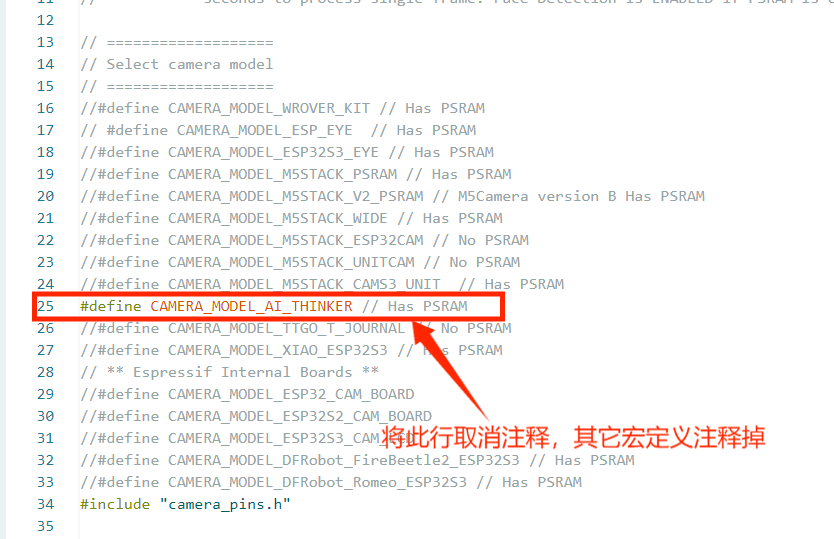 11 // seconds to process single frame. Face Detection is ENABLED if PSRAM is
12
13 // ===================
14 // Select camera model
15 // ===================
16 //#define CAMERA_MODEL_WROVER_KIT // Has PSRAM
17 // #define CAMERA_MODEL_ESP_EYE  // Has PSRAM
18 //#define CAMERA_MODEL_ESP32S3_EYE // Has PSRAM
19 //#define CAMERA_MODEL_M5STACK_PSRAM // Has PSRAM
20 //#define CAMERA_MODEL_M5STACK_V2_PSRAM // M5Camera version B Has PSRAM
21 //#define CAMERA_MODEL_M5STACK_WIDE // Has PSRAM
22 //#define CAMERA_MODEL_M5STACK_ESP32CAM // No PSRAM
23 //#define CAMERA_MODEL_M5STACK_UNITCAM // No PSRAM
24 //#define CAMERA_MODEL_M5STACK_CAMS3_UNIT  // Has PSRAM
25 #define CAMERA_MODEL_AI_THINKER // Has PSRAM
26 //#define CAMERA_MODEL_TTGO_T_JOURNAL // No PSRAM
27 //#define CAMERA_MODEL_XIAO_ESP32S3 // Has PSRAM
28 // ** Espressif Internal Boards **
29 //#define CAMERA_MODEL_ESP32_CAM_BOARD
30 //#define CAMERA_MODEL_ESP32S2_CAM_BOARD
31 //#define CAMERA_MODEL_ESP32S3_CAM
将此行取消注释，其它宏定义注释掉
32 //#define CAMERA_MODEL_DFRobot_FireBeetle2_ESP32S3 // Has PSRAM
33 //#define CAMERA_MODEL_DFRobot_Romeo_ESP32S3 // Has PSRAM
34 #include "camera_pins.h"
35